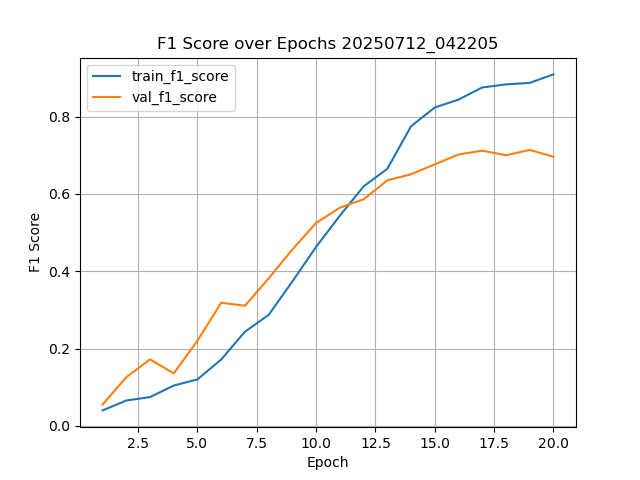 F1 Score over Epochs 20250712_042205
train_f1_score
val_f1_score
F1 Score
0.8
0.6
0.4
0.2
0.0
2.5 5.0 7.5 10.0 12.5 15.0 17.5 20.0
Epoch